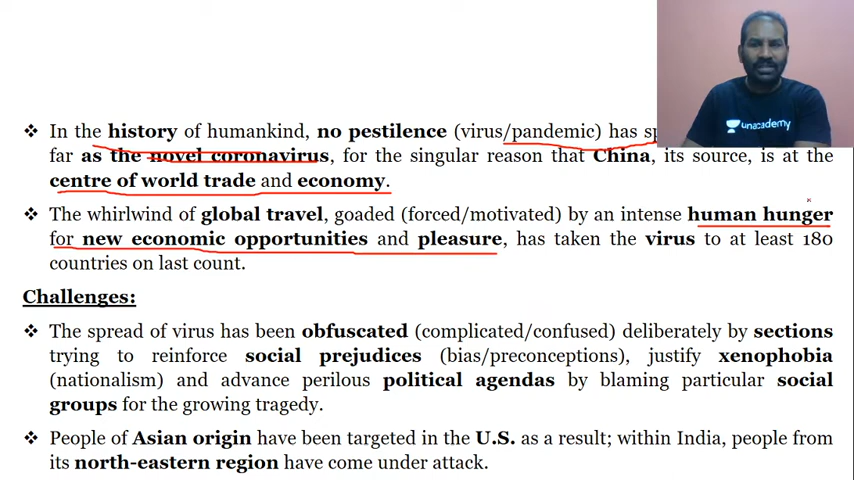 ❖ In the history of humankind, no pestilence (virus/pandemic) has
far as the novel coronavirus, for the singular reason that China, its source, is at the
centre of world trade and economy.
❖ The whirlwind of global travel, goaded (forced/motivated) by an intense human hunger
for new economic opportunities and pleasure, has taken the virus to at least 180
countries on last count.
Challenges:
❖ The spread of virus has been obfuscated (complicated/confused) deliberately by sections
trying to reinforce social prejudices (bias/preconceptions), justify xenophobia
(nationalism) and advance perilous political agendas by blaming particular social
groups for the growing tragedy.
❖ People of Asian origin have been targeted in the U.S. as a result; within India, people from
its north-eastern region have come under attack.
unacademy